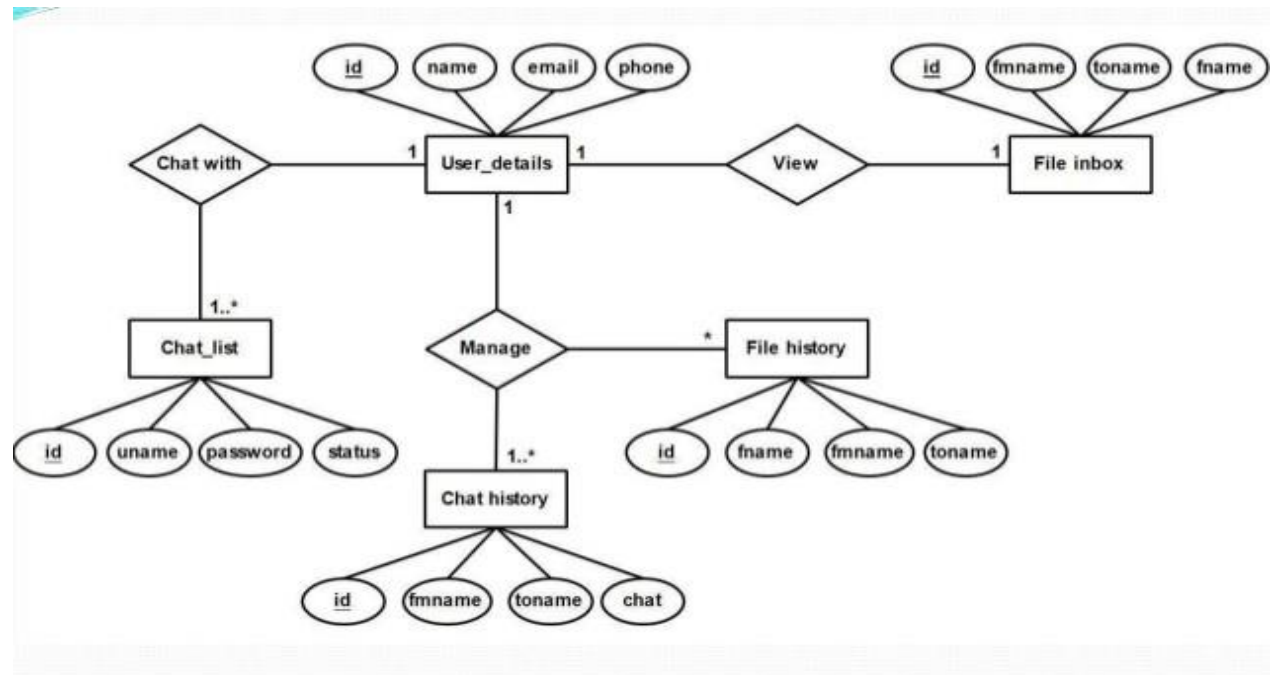 id name email phone
id fmname toname fname
Chat with 1 User_details 1 View 1 File inbox
1
1..*
Chat_list Manage * File history
id uname password status
id fname fmname toname
1..*
Chat history
id fmname toname chat